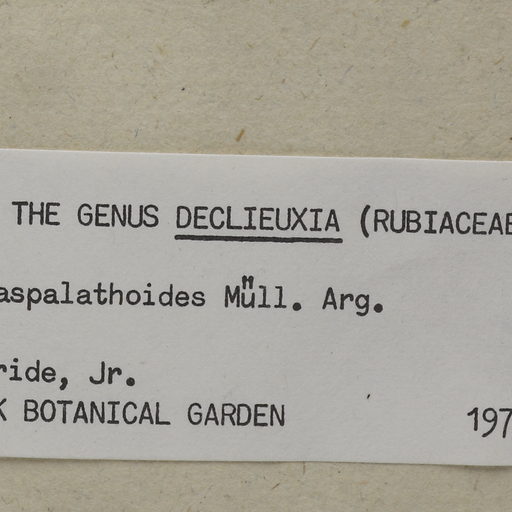 THE GENUS DECLIEUXIA (RUBIACEAE
aspalathoides Müll. Arg.
ride, Jr.
K BOTANICAL GARDEN 197